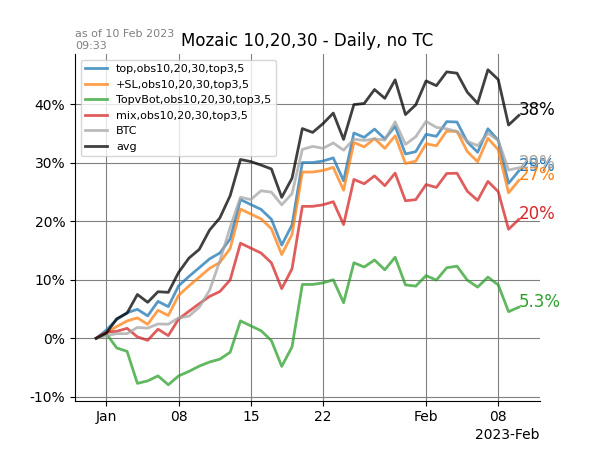 as of 10 Feb 2023
09:33
Mozaic 10,20,30 - Daily, no TC
top,obs10,20,30,top3,5
+SL,obs10,20,30,top3,5
TopvBot,obs10,20,30,top3,5
mix,obs10,20,30,top3,5
BTC
avg
40%
30%
20%
10%
0%
-10%
38%
27%
20%
5.3%
Jan
08
15
22
Feb
08
2023-Feb